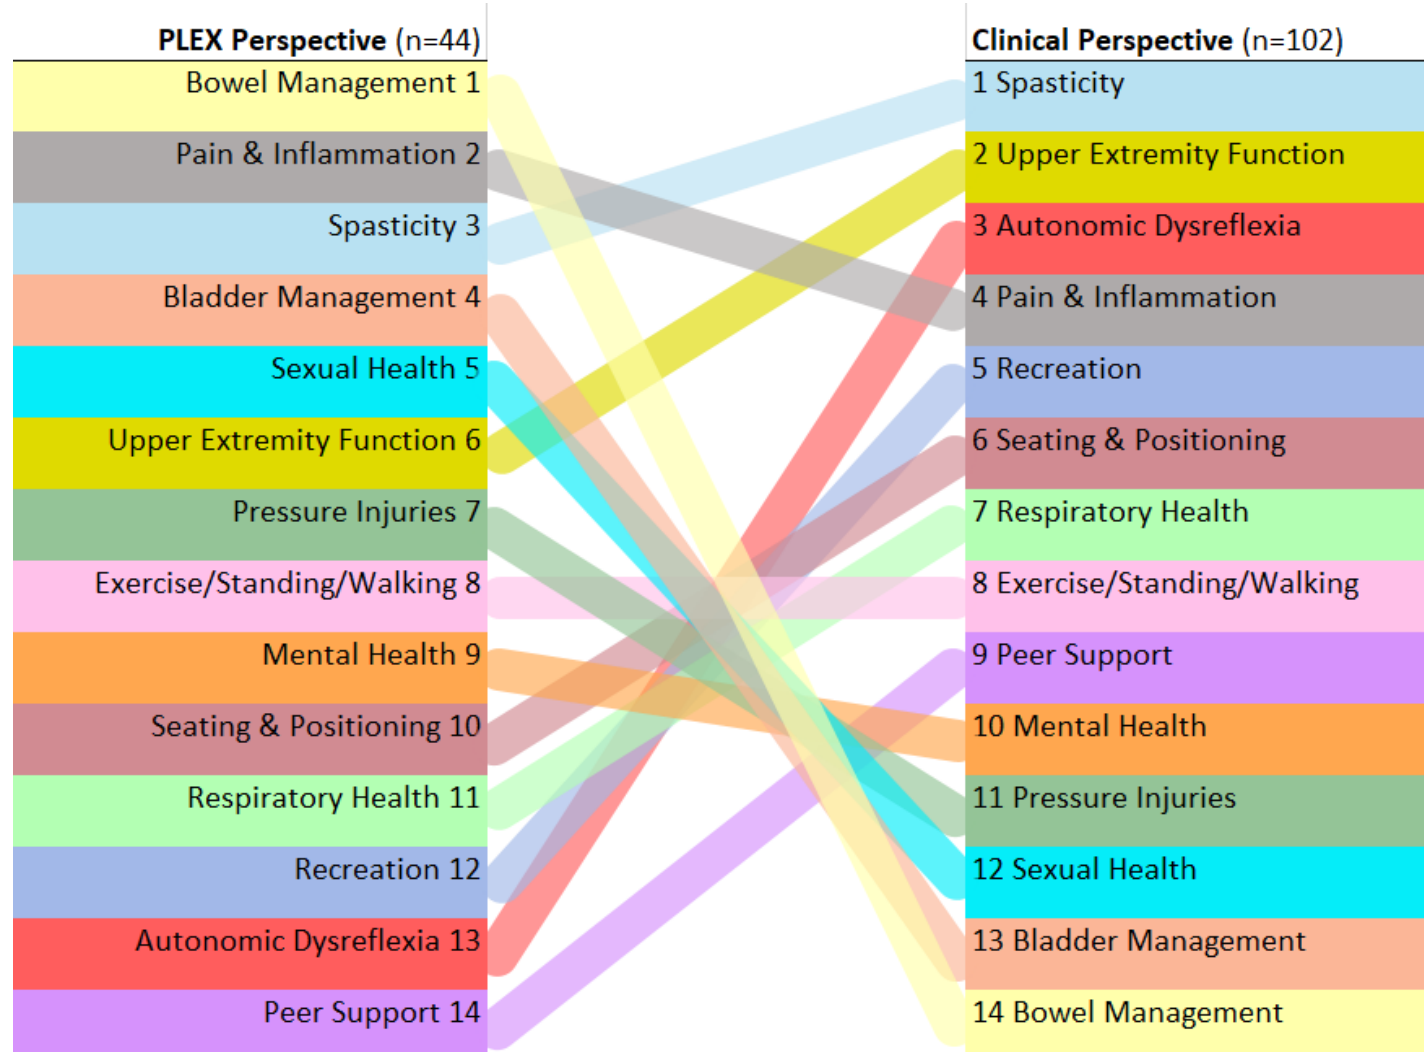 PLEX Perspective (n=44)
Bowel Management 1
Pain & Inflammation 2
Spasticity 3
Bladder Management 4
Sexual Health 5
Upper Extremity Function 6
Pressure Injuries 7
Exercise/Standing/Walking 8
Mental Health 9
Seating & Positioning 10
Respiratory Health 11
Recreation 12
Autonomic Dysreflexia 13
Peer Support 14
Clinical Perspective (n=102)
1 Spasticity
2 Upper Extremity Function
3 Autonomic Dysreflexia
4 Pain & Inflammation
5 Recreation
6 Seating & Positioning
7 Respiratory Health
8 Exercise/Standing/Walking
9 Peer Support
10 Mental Health
11 Pressure Injuries
12 Sexual Health
13 Bladder Management
14 Bowel Management